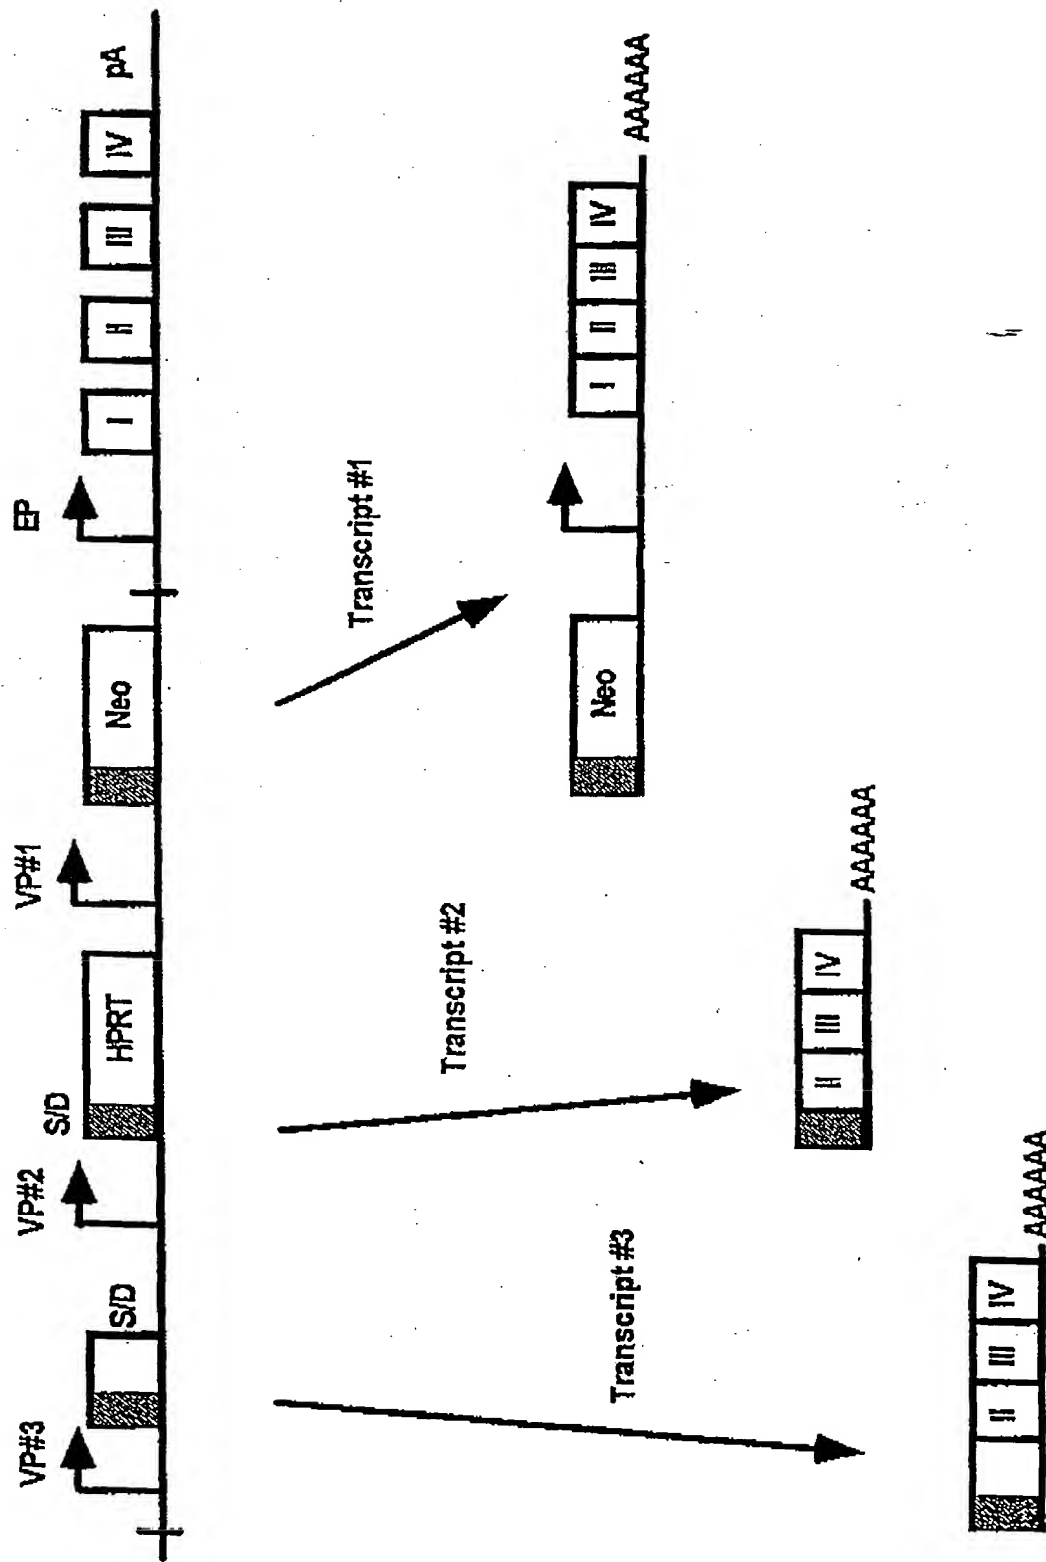 VP#3
S/D
VP#2
S/D
HPRT
VP#1
Neo
EP
I
II
III
IV
pA
Transcript #1
Neo
I
II
III
IV
AAAAAA
Transcript #2
II
III
IV
AAAAAA
Transcript #3
II
III
IV
AAAAAA